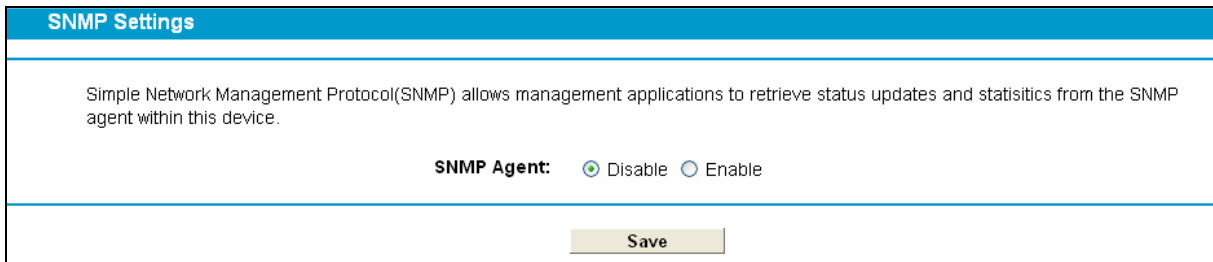 SNMP Settings
Simple Network Management Protocol(SNMP) allows management applications to retrieve status updates and statisitics from the SNMP
agent within this device.
SNMP Agent: Disable Enable
Save